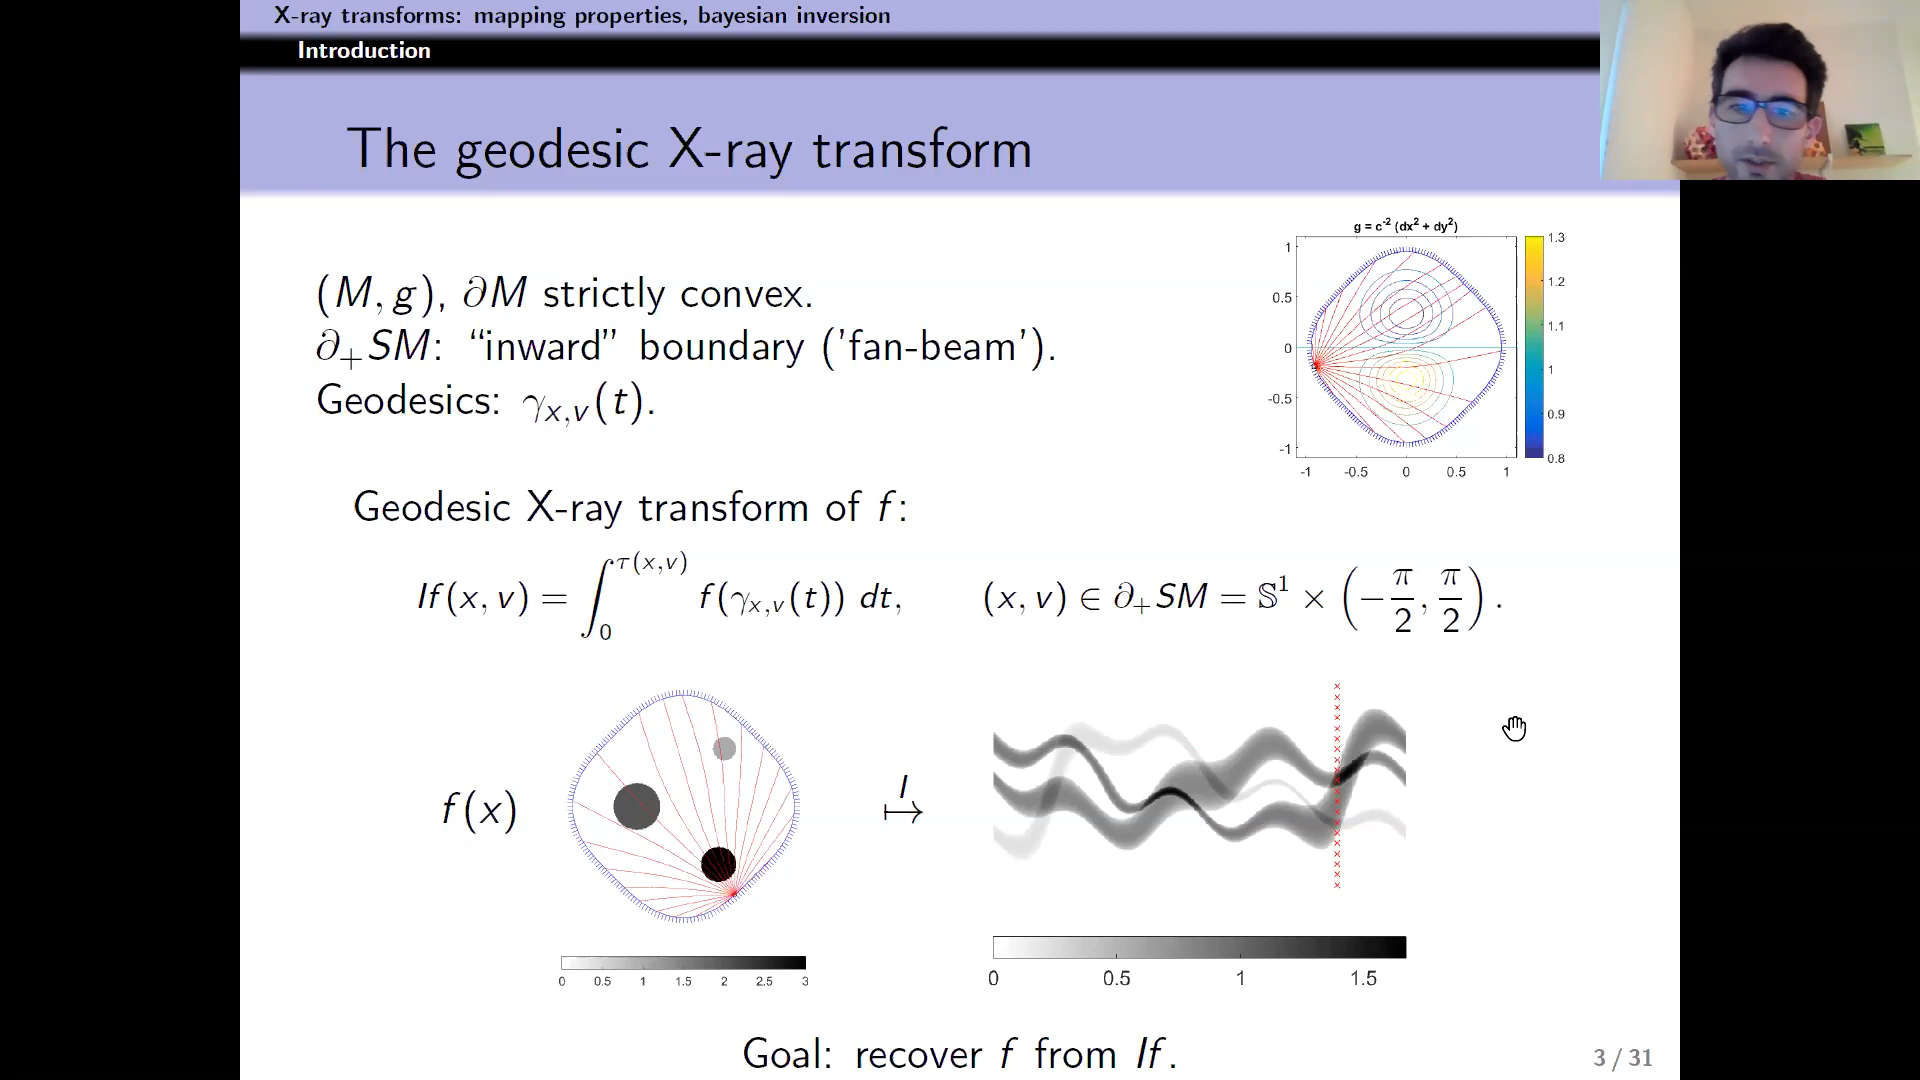 X-ray transforms: mapping properties, bayesian inversion
Introduction
The geodesic X-ray transform
(M, g), ∂M strictly convex.
∂₊SM: “inward” boundary ('fan-beam').
Geodesics: γₓ,ᵥ(t).
g = c⁻² (dx² + dy²)
1
0.5
0
-0.5
-1
-1 -0.5 0 0.5 1
1.3
1.2
1.1
1
0.9
0.8
Geodesic X-ray transform of f:
If(x, v) = ∫₀^τ(x,v) f(γₓ,ᵥ(t)) dt, (x, v) ∈ ∂₊SM = 𝕊¹ × (−π/2, π/2).
f(x)
I
↦
0 0.5 1 1.5 2 2.5 3
0 0.5 1 1.5
Goal: recover f from If.
3 / 31